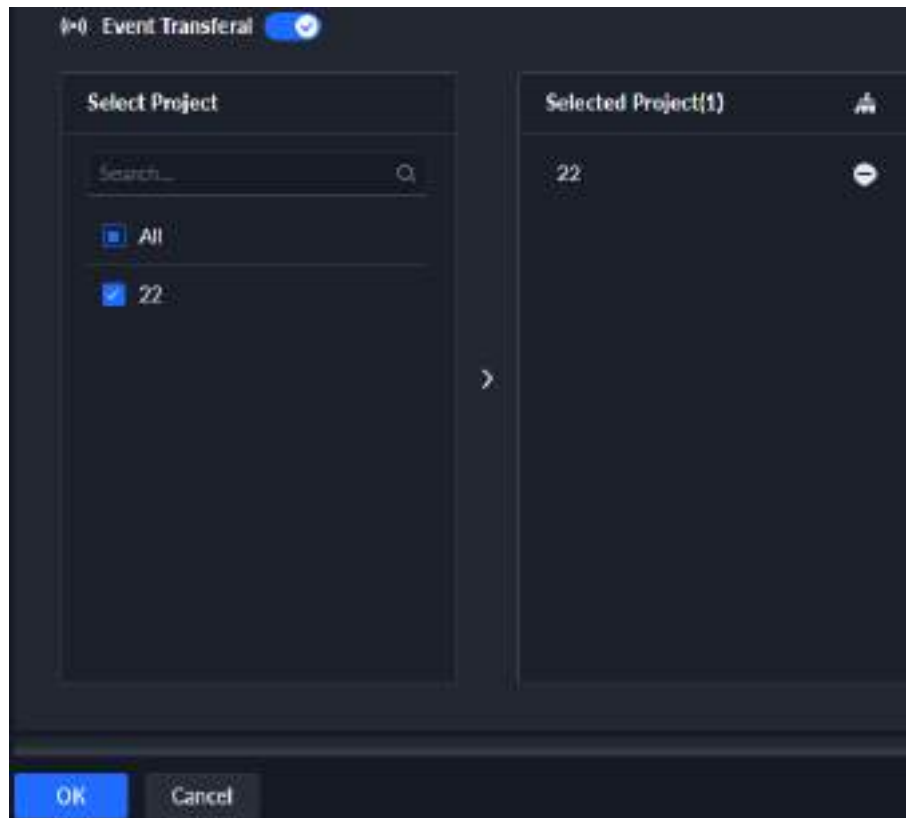 Event Transferal
Select Project
Search...
All
22
Selected Project(1)
22
OK
Cancel